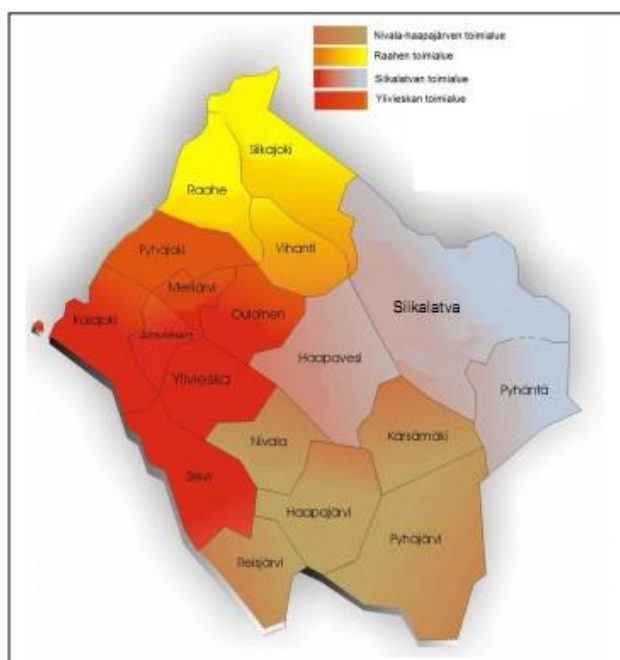 Nivala-haapajärven toimialue
Raahen toimialue
Siikalatvan toimialue
Ylivieskan toimialue
Siikajoki
Raahe
Vihanti
Pyhäjoki
Merijärvi
Siikalatva
Kalajoki
Oulainen
Alavieska
Haapavesi
Ylivieska
Pyhäntä
Kärsämäki
Nivala
Sievi
Haapajärvi
Pyhäjärvi
Reisjärvi